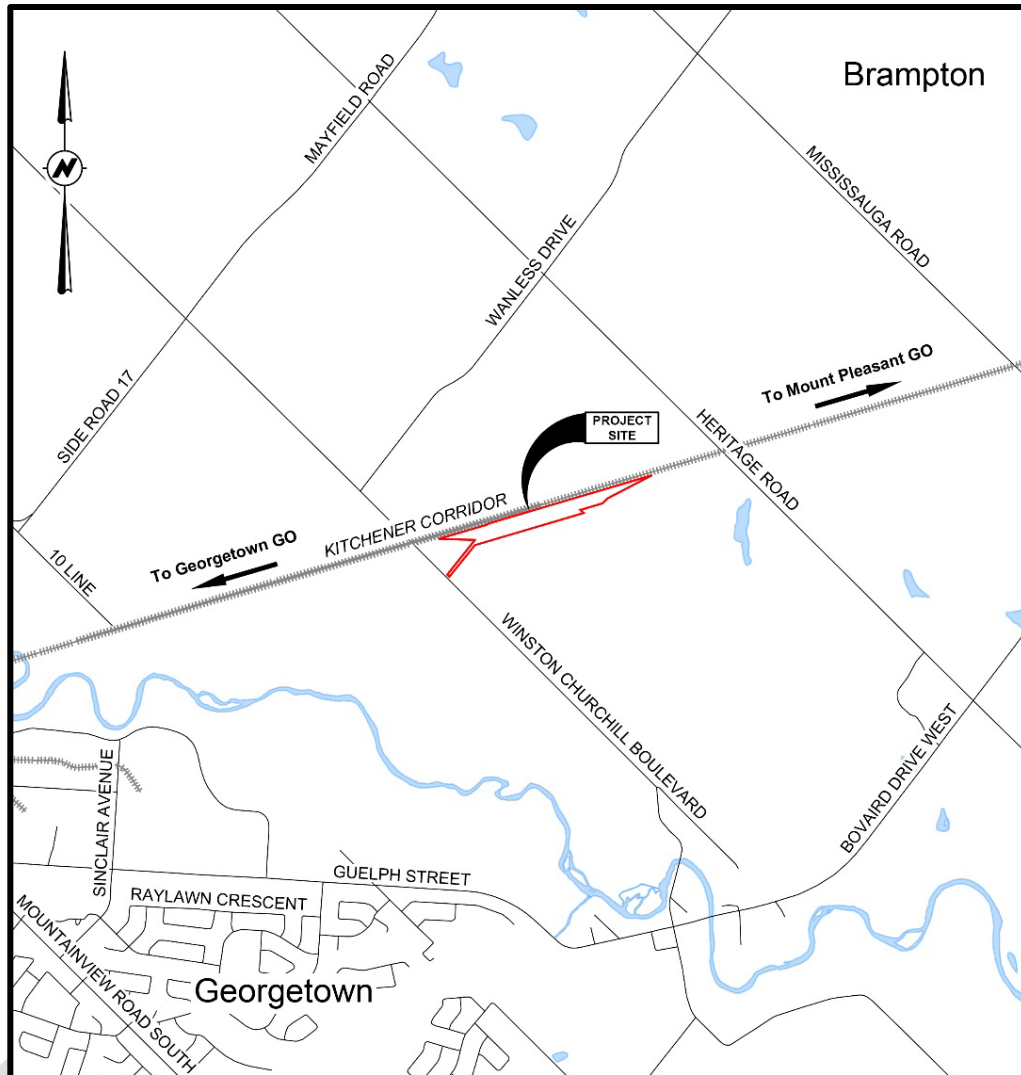 Brampton
MAYFIELD ROAD
N
MISSISSAUGA ROAD
WANLESS DRIVE
To Mount Pleasant GO
SIDE ROAD 17
PROJECT
SITE
HERITAGE ROAD
KITCHENER CORRIDOR
To Georgetown GO
10 LINE
WINSTON CHURCHILL BOULEVARD
BOVAIRD DRIVE WEST
SINCLAIR AVENUE
GUELPH STREET
RAYLAWN CRESCENT
MOUNTAINVIEW ROAD SOUTH
Georgetown